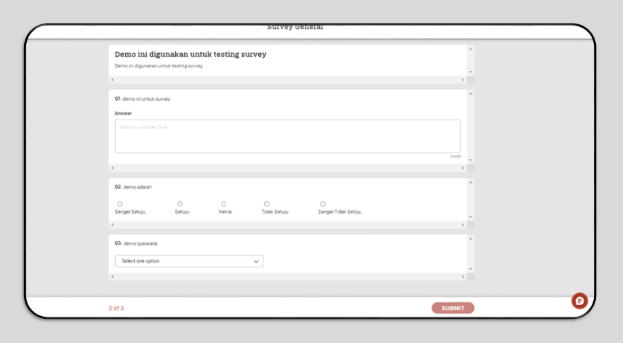 Survey General
Demo ini digunakan untuk testing survey
Demo ini digunakan untuk testing survey
Q1. demo ini untuk survey
Answer
Q2. demo adalah
Sangat Setuju Setuju Netral Tidak Setuju Sangat Tidak Setuju
Q3. demo syalalalal
Select one option
0 of 3
SUBMIT